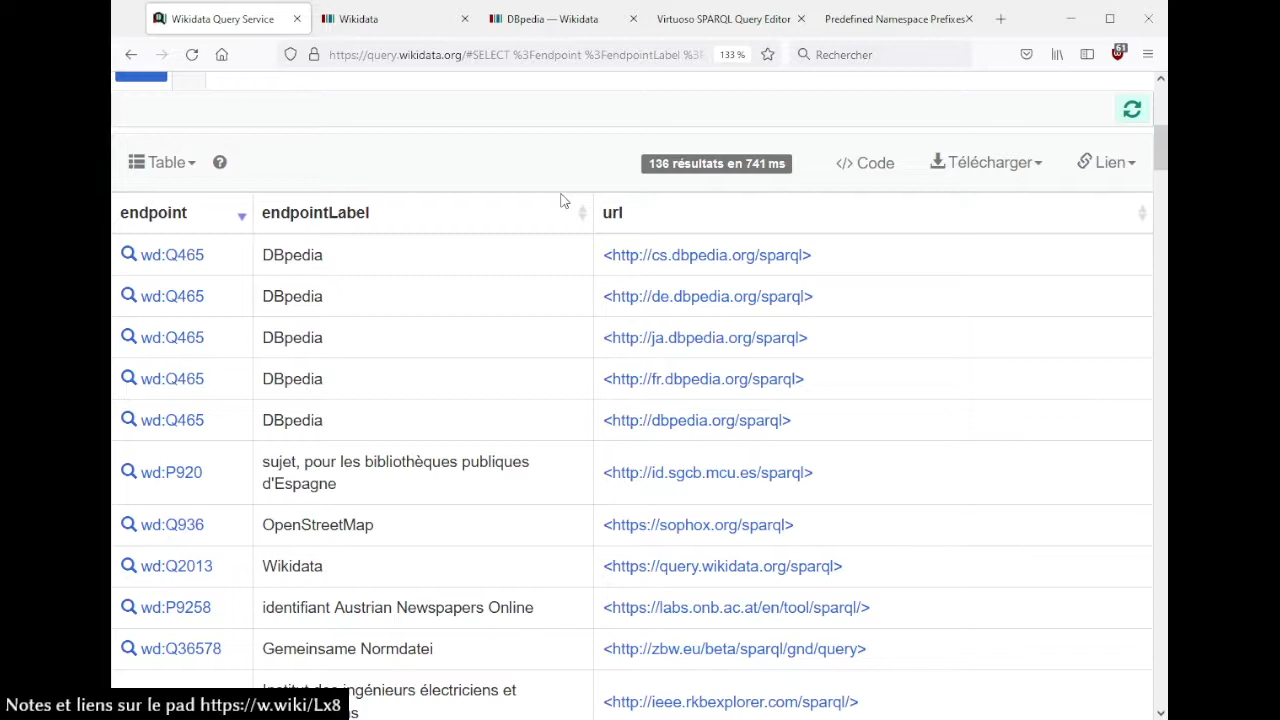 Wikidata Query Service
Wikidata
DBpedia — Wikidata
Virtuoso SPARQL Query Editor
Predefined Namespace Prefixes
https://query.wikidata.org/#SELECT %3Fendpoint %3FendpointLabel %3F
133 %
Rechercher
61
Table
136 résultats en 741 ms
</> Code
Télécharger
Lien
endpoint endpointLabel url
wd:Q465 DBpedia <http://cs.dbpedia.org/sparql>
wd:Q465 DBpedia <http://de.dbpedia.org/sparql>
wd:Q465 DBpedia <http://ja.dbpedia.org/sparql>
wd:Q465 DBpedia <http://fr.dbpedia.org/sparql>
wd:Q465 DBpedia <http://dbpedia.org/sparql>
wd:P920 sujet, pour les bibliothèques publiques
d'Espagne <http://id.sgcb.mcu.es/sparql>
wd:Q936 OpenStreetMap <https://sophox.org/sparql>
wd:Q2013 Wikidata <https://query.wikidata.org/sparql>
wd:P9258 identifiant Austrian Newspapers Online <https://labs.onb.ac.at/en/tool/sparql/>
wd:Q36578 Gemeinsame Normdatei <http://zbw.eu/beta/sparql/gnd/query>
Institut des ingénieurs électriciens et
<http://ieee.rkbexplorer.com/sparql/>
Notes et liens sur le pad https://w.wiki/Lx8